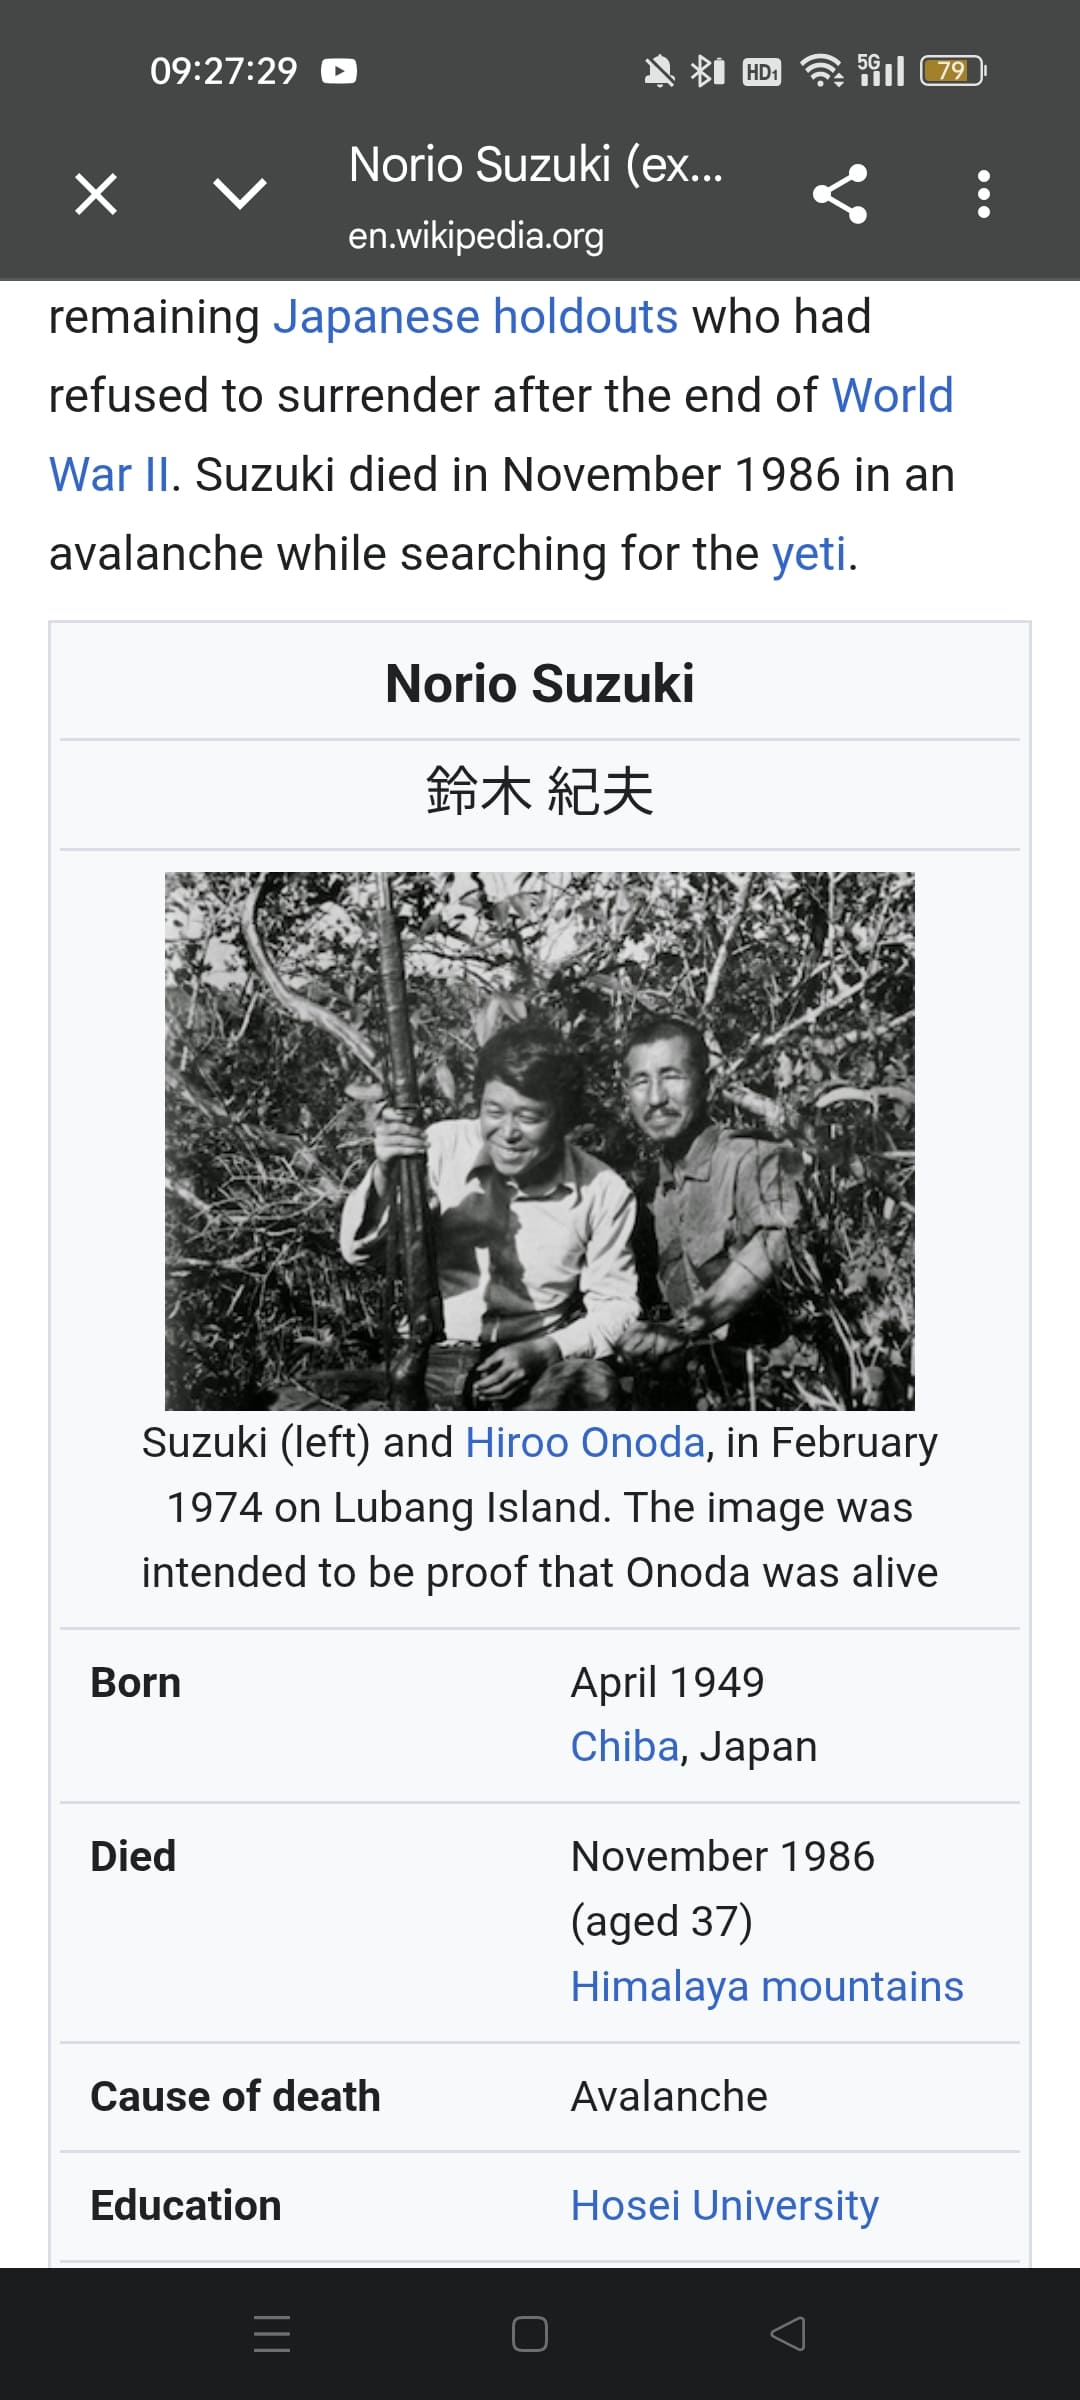 09:27:29
HD1
5G
79
Norio Suzuki (ex...
en.wikipedia.org
remaining Japanese holdouts who had
refused to surrender after the end of World
War II. Suzuki died in November 1986 in an
avalanche while searching for the yeti.
Norio Suzuki
鈴木 紀夫
Suzuki (left) and Hiroo Onoda, in February
1974 on Lubang Island. The image was
intended to be proof that Onoda was alive
Born April 1949
Chiba, Japan
Died November 1986
(aged 37)
Himalaya mountains
Cause of death Avalanche
Education Hosei University